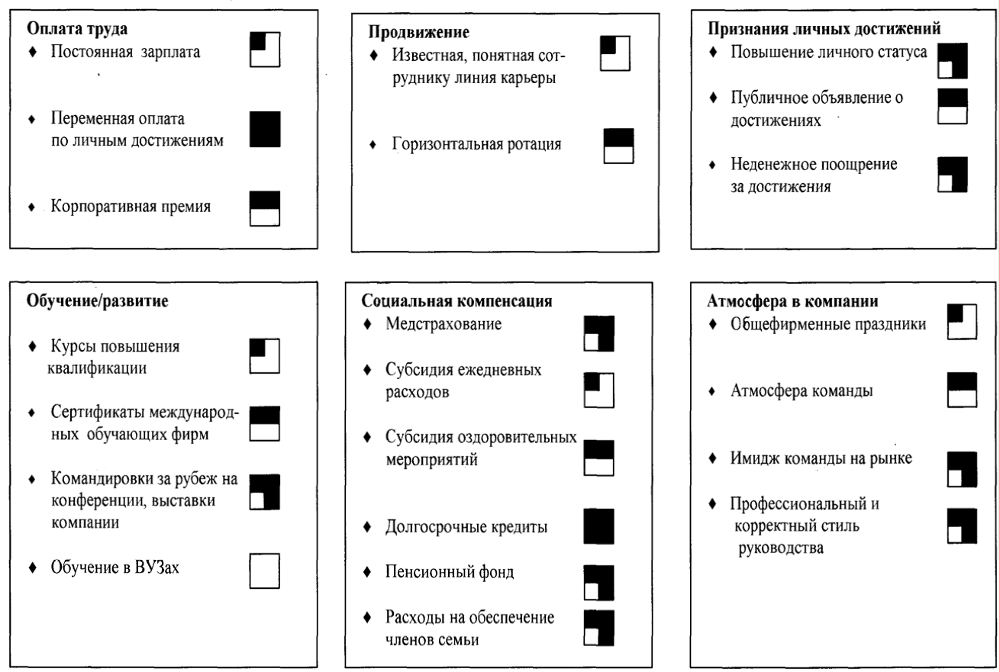 Оплата труда
♦ Постоянная зарплата
♦ Переменная оплата
по личным достижениям
♦ Корпоративная премия
Продвижение
♦ Известная, понятная сот-
руднику линия карьеры
♦ Горизонтальная ротация
Признания личных достижений
♦ Повышение личного статуса
♦ Публичное объявление о
достижениях
♦ Неденежное поощрение
за достижения
Обучение/развитие
♦ Курсы повышения
квалификации
♦ Сертификаты международ-
ных обучающих фирм
♦ Командировки за рубеж на
конференции, выставки
компании
♦ Обучение в ВУЗах
Социальная компенсация
♦ Медстрахование
♦ Субсидия ежедневных
расходов
♦ Субсидия оздоровительных
мероприятий
♦ Долгосрочные кредиты
♦ Пенсионный фонд
♦ Расходы на обеспечение
членов семьи
Атмосфера в компании
♦ Общефирменные праздники
♦ Атмосфера команды
♦ Имидж команды на рынке
♦ Профессиональный и
корректный стиль
руководства